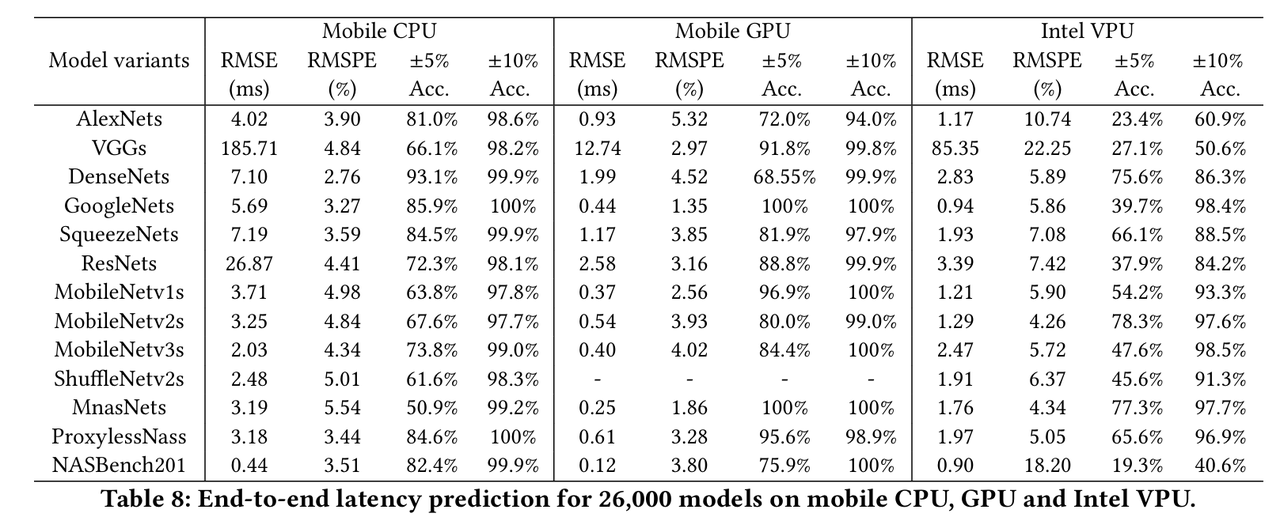 Mobile CPU Mobile GPU Intel VPU
Model variants RMSE RMSPE ±5% ±10% RMSE RMSPE ±5% ±10% RMSE RMSPE ±5% ±10%
(ms) (%) Acc. Acc. (ms) (%) Acc. Acc. (ms) (%) Acc. Acc.
AlexNets 4.02 3.90 81.0% 98.6% 0.93 5.32 72.0% 94.0% 1.17 10.74 23.4% 60.9%
VGGs 185.71 4.84 66.1% 98.2% 12.74 2.97 91.8% 99.8% 85.35 22.25 27.1% 50.6%
DenseNets 7.10 2.76 93.1% 99.9% 1.99 4.52 68.55% 99.9% 2.83 5.89 75.6% 86.3%
GoogleNets 5.69 3.27 85.9% 100% 0.44 1.35 100% 100% 0.94 5.86 39.7% 98.4%
SqueezeNets 7.19 3.59 84.5% 99.9% 1.17 3.85 81.9% 97.9% 1.93 7.08 66.1% 88.5%
ResNets 26.87 4.41 72.3% 98.1% 2.58 3.16 88.8% 99.9% 3.39 7.42 37.9% 84.2%
MobileNetv1s 3.71 4.98 63.8% 97.8% 0.37 2.56 96.9% 100% 1.21 5.90 54.2% 93.3%
MobileNetv2s 3.25 4.84 67.6% 97.7% 0.54 3.93 80.0% 99.0% 1.29 4.26 78.3% 97.6%
MobileNetv3s 2.03 4.34 73.8% 99.0% 0.40 4.02 84.4% 100% 2.47 5.72 47.6% 98.5%
ShuffleNetv2s 2.48 5.01 61.6% 98.3% - - - - 1.91 6.37 45.6% 91.3%
MnasNets 3.19 5.54 50.9% 99.2% 0.25 1.86 100% 100% 1.76 4.34 77.3% 97.7%
ProxylessNass 3.18 3.44 84.6% 100% 0.61 3.28 95.6% 98.9% 1.97 5.05 65.6% 96.9%
NASBench201 0.44 3.51 82.4% 99.9% 0.12 3.80 75.9% 100% 0.90 18.20 19.3% 40.6%
Table 8: End-to-end latency prediction for 26,000 models on mobile CPU, GPU and Intel VPU.